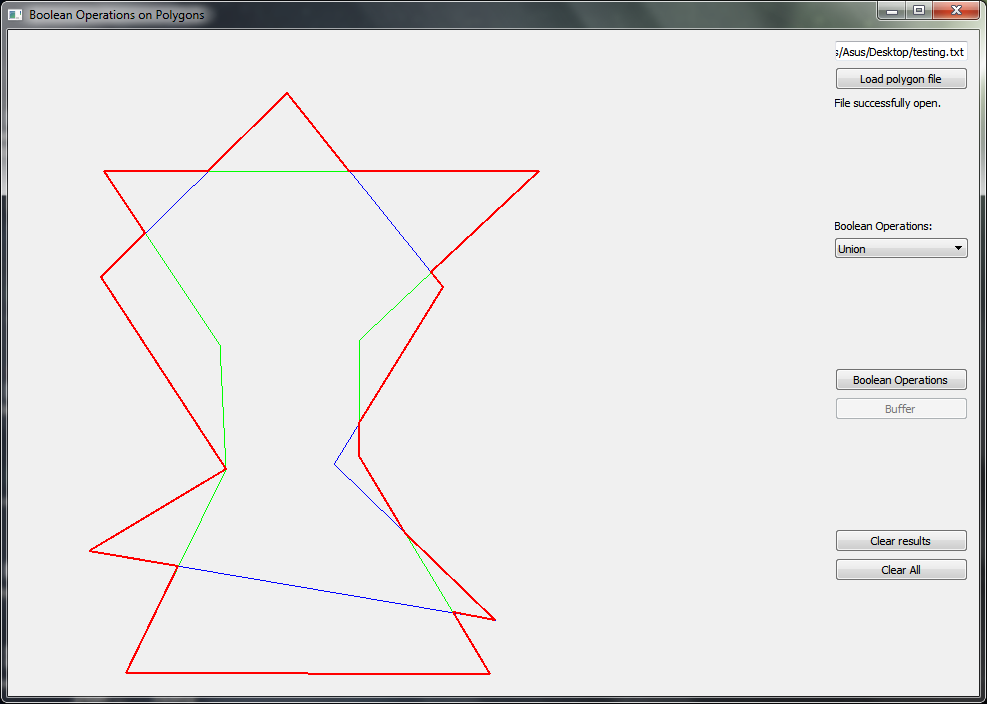 Boolean Operations on Polygons
s/Asus/Desktop/testing.txt
Load polygon file
File successfully open.
Boolean Operations:
Union
Boolean Operations
Buffer
Clear results
Clear All